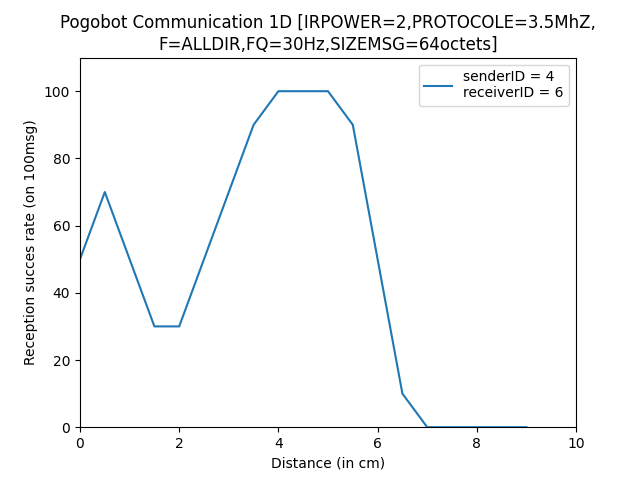 Pogobot Communication 1D [IRPOWER=2,PROTOCOLE=3.5MhZ,
F=ALLDIR,FQ=30Hz,SIZEMSG=64octets]
senderID = 4
receiverID = 6
Reception succes rate (on 100msg)
100
80
60
40
20
0
0 2 4 6 8 10
Distance (in cm)